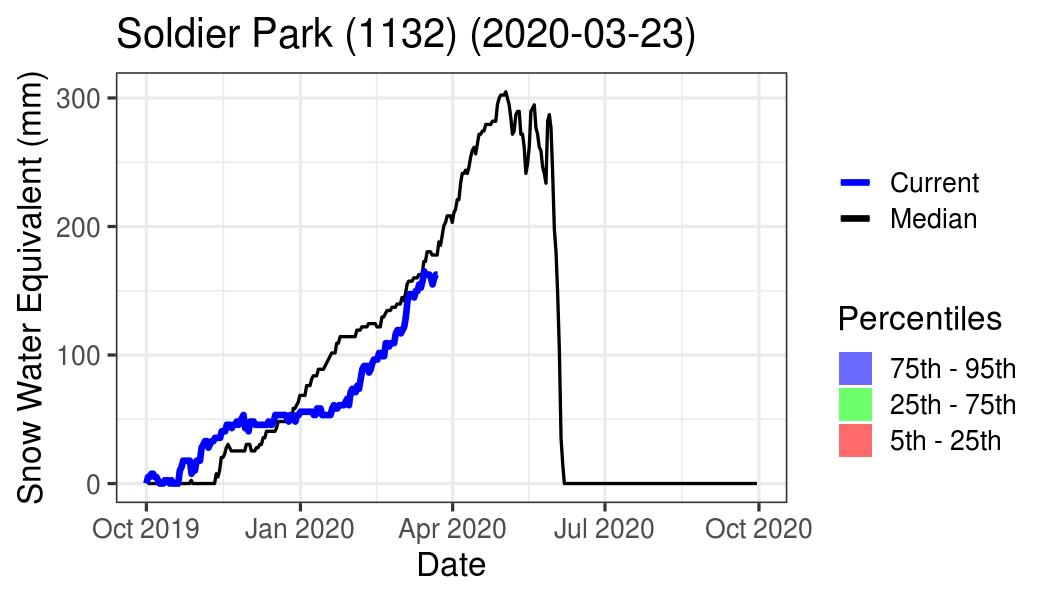 Soldier Park (1132) (2020-03-23)
Snow Water Equivalent (mm)
300
200
100
0
Oct 2019 Jan 2020 Apr 2020 Jul 2020 Oct 2020
Date
Current
Median
Percentiles
75th - 95th
25th - 75th
5th - 25th